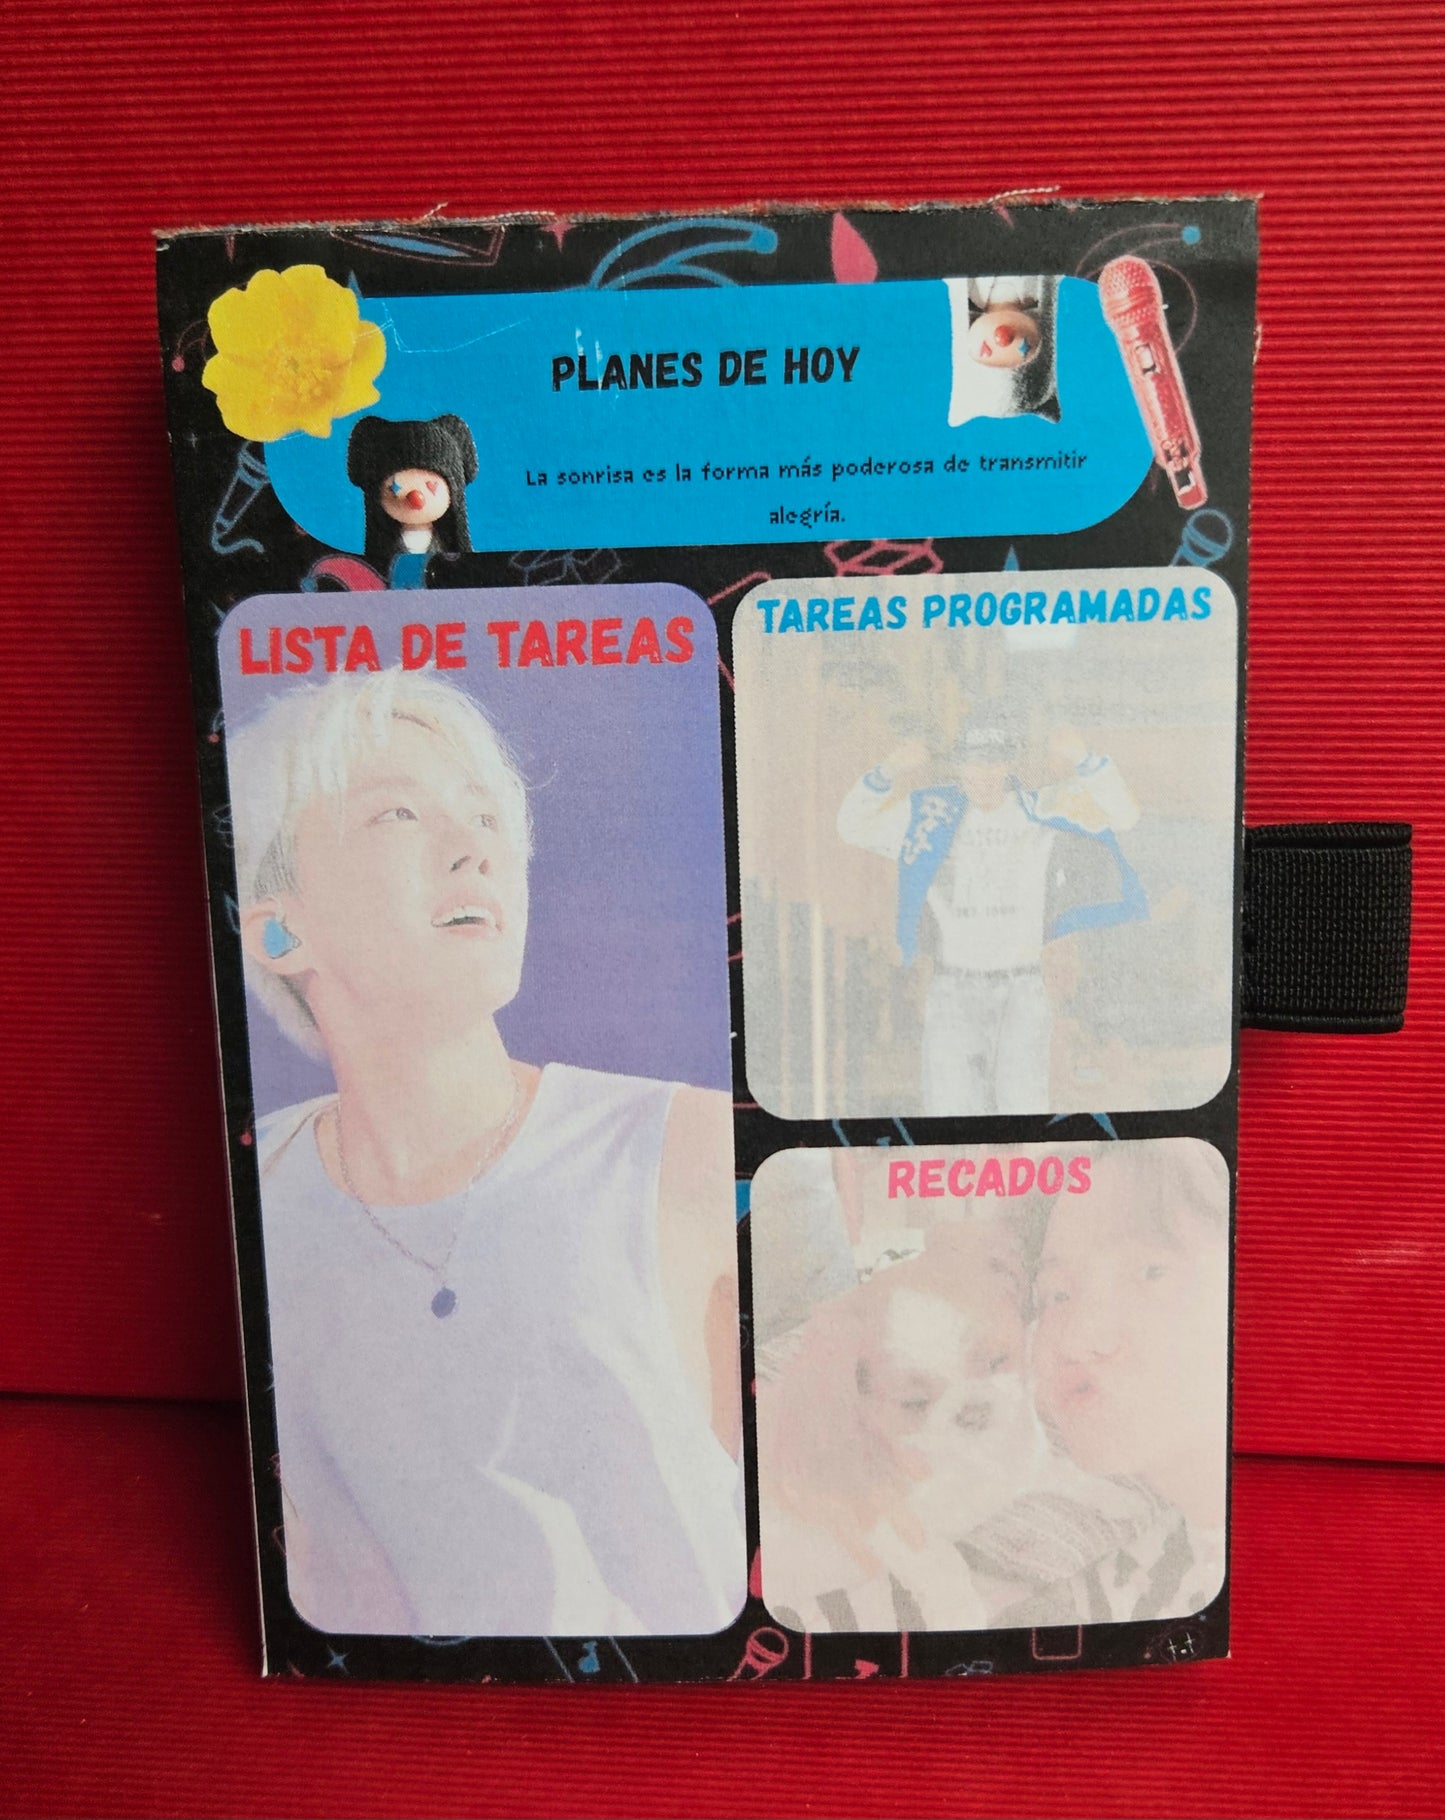 PLANES DE HOY
La sonrisa es la forma más poderosa de transmitir
alegría.
LISTA DE TAREAS
TAREAS PROGRAMADAS
RECADOS